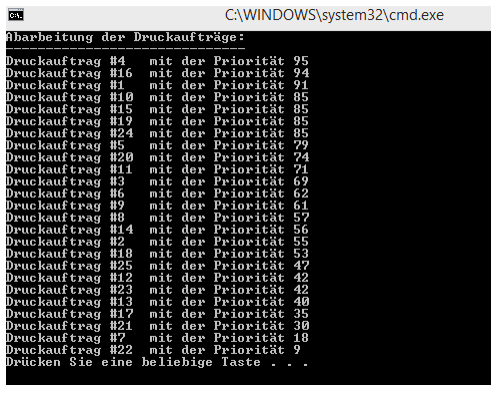 C:\WINDOWS\system32\cmd.exe
Abarbeitung der Druckaufträge:
------------------------------
Druckauftrag #4   mit der Priorität 95
Druckauftrag #16  mit der Priorität 94
Druckauftrag #1   mit der Priorität 91
Druckauftrag #10  mit der Priorität 85
Druckauftrag #15  mit der Priorität 85
Druckauftrag #19  mit der Priorität 85
Druckauftrag #24  mit der Priorität 85
Druckauftrag #5   mit der Priorität 79
Druckauftrag #20  mit der Priorität 74
Druckauftrag #11  mit der Priorität 71
Druckauftrag #3   mit der Priorität 69
Druckauftrag #6   mit der Priorität 62
Druckauftrag #9   mit der Priorität 61
Druckauftrag #8   mit der Priorität 57
Druckauftrag #14  mit der Priorität 56
Druckauftrag #2   mit der Priorität 55
Druckauftrag #18  mit der Priorität 53
Druckauftrag #25  mit der Priorität 47
Druckauftrag #12  mit der Priorität 42
Druckauftrag #23  mit der Priorität 42
Druckauftrag #13  mit der Priorität 40
Druckauftrag #17  mit der Priorität 35
Druckauftrag #21  mit der Priorität 30
Druckauftrag #7   mit der Priorität 18
Druckauftrag #22  mit der Priorität 9
Drücken Sie eine beliebige Taste . . .